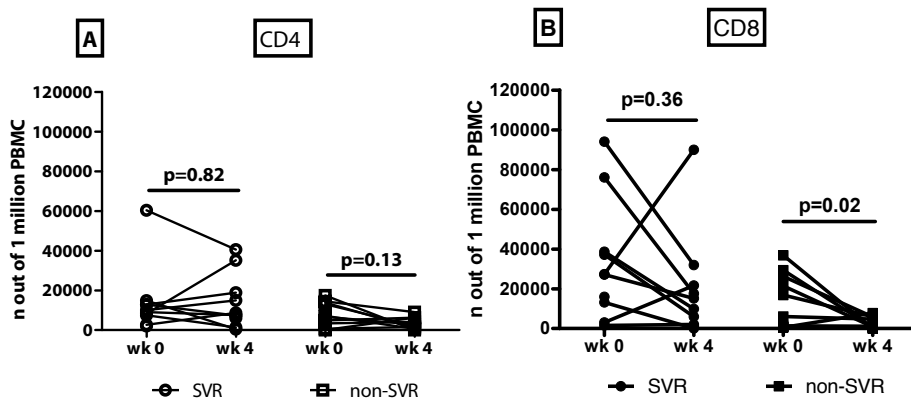 A
CD4
n out of 1 million PBMC
120000
100000
80000
60000
40000
20000
0
p=0.82
p=0.13
wk 0
wk 4
wk 0
wk 4
SVR
non-SVR
B
CD8
n out of 1 million PBMC
120000
100000
80000
60000
40000
20000
0
p=0.36
p=0.02
wk 0
wk 4
wk 0
wk 4
SVR
non-SVR